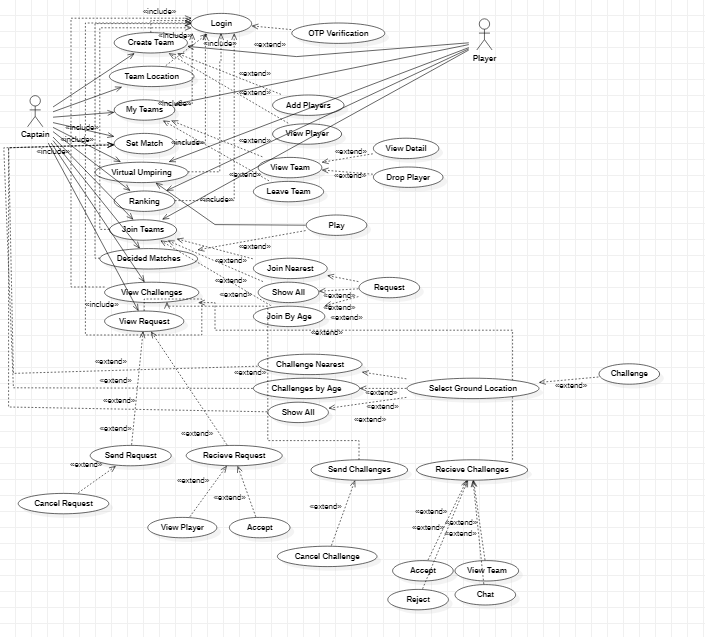 «include»
Login
OTP Verification
Create Team
«include»
«extend»
Player
Team Location
«extend»
My Teams
«include»
Add Players
Captain
«include»
View Player
«include»
Set Match
«include»
«extend»
View Detail
«include»
«extend»
Virtual Umpiring
View Team
«extend»
«extend»
Drop Player
Leave Team
Ranking
«include»
Join Teams
Play
«extend»
Decided Matches
«extend»
Join Nearest
«extend»
Request
View Challenges
«extend»
Show All
«extend»
«include»
«extend»
View Request
Join By Age
«extend»
«extend»
«extend»
Challenge Nearest
«extend»
Challenge
«extend»
Challenges by Age
Select Ground Location
«extend»
«extend»
«extend»
Show All
«extend»
«extend»
«extend»
«extend»
Send Request
Recieve Request
«extend»
Send Challenges
Recieve Challenges
«extend»
Cancel Request
«extend»
«extend»
«extend»
View Player
Accept
«extend»
«extend»
«extend»
Cancel Challenge
Accept
View Team
Reject
Chat